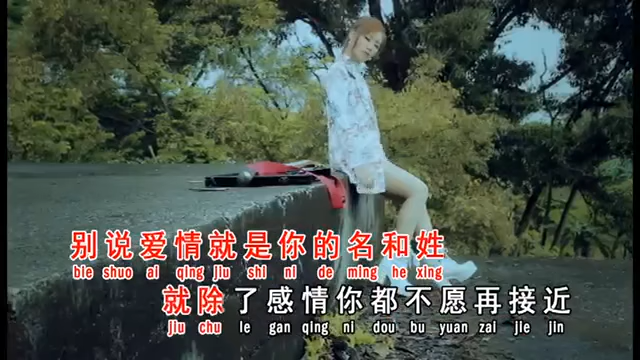 别说爱情就是你的名和姓
bie shuo ai qing jiu shi ni de ming he xing
就除了感情你都不愿再接近
jiu chu le gan qing ni dou bu yuan zai jie jin